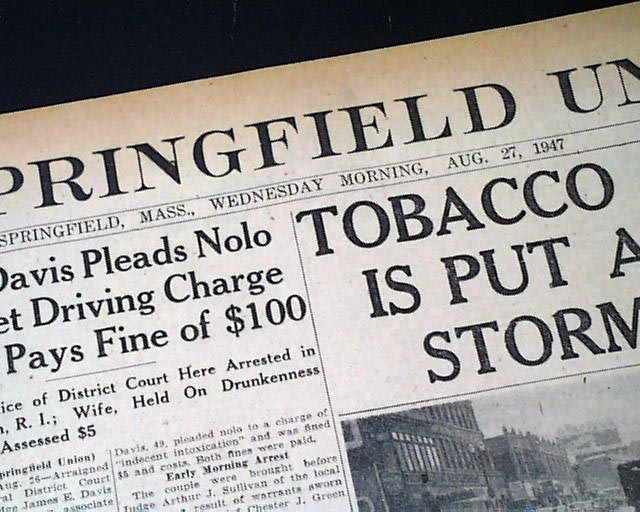 PRINGFIELD UN
SPRINGFIELD, MASS., WEDNESDAY MORNING, AUG. 27, 1947
Davis Pleads Nolo
et Driving Charge
Pays Fine of $100
ice of District Court Here Arrested in
n, R. I.; Wife, Held On Drunkenness
Assessed $5
pringfield Union)
Aug. 26—Arraigned
ral District Court
dge James E. Davis
associate
Davis, 49, pleaded nolo to a charge of
"indecent intoxication" and was fined
$5 and costs. Both fines were paid.
Early Morning Arrest
The couple were brought before
Judge Arthur J. Sullivan of the local
result of warrants sworn
Chester J. Green
TOBACCO
IS PUT A
STORM